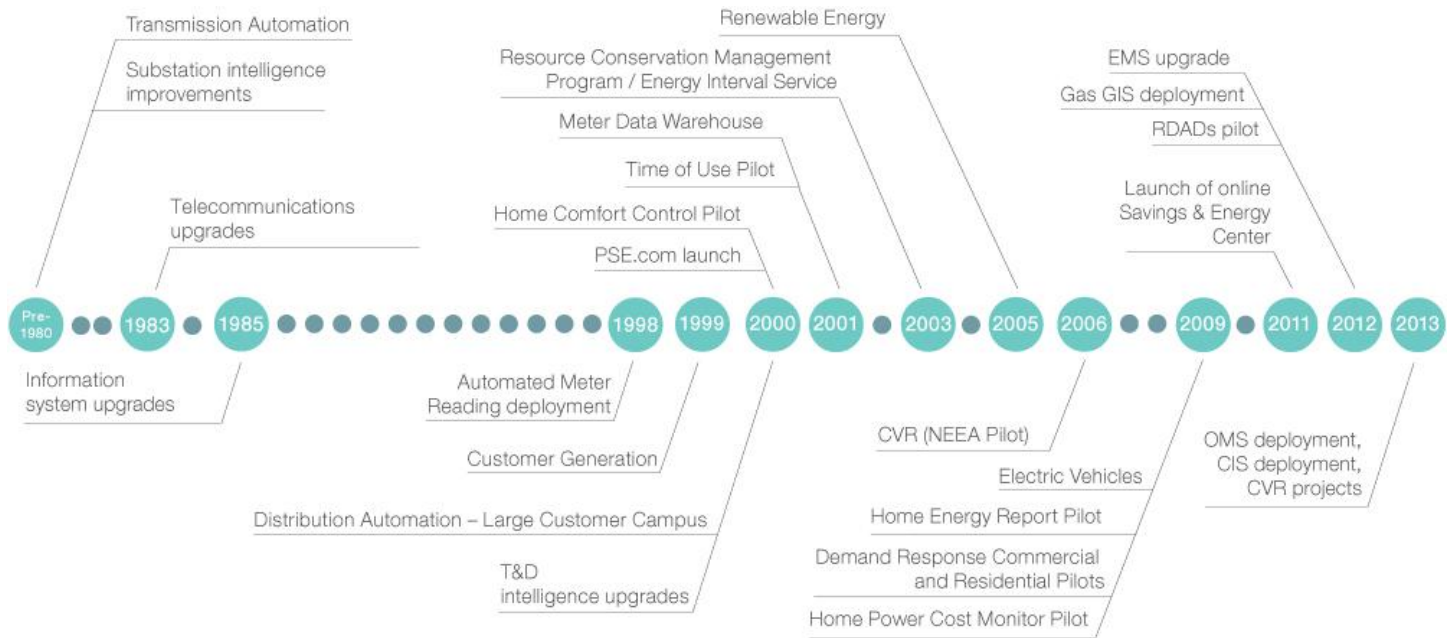 Transmission Automation
Substation intelligence
improvements
Telecommunications
upgrades
Renewable Energy
Resource Conservation Management
Program / Energy Interval Service
Meter Data Warehouse
Time of Use Pilot
Home Comfort Control Pilot
PSE.com launch
EMS upgrade
Gas GIS deployment
RDADs pilot
Launch of online
Savings & Energy
Center
Pre-
1980
1983
1985
1998
1999
2000
2001
2003
2005
2006
2009
2011
2012
2013
Information
system upgrades
Automated Meter
Reading deployment
Customer Generation
Distribution Automation – Large Customer Campus
T&D
intelligence upgrades
CVR (NEEA Pilot)
Electric Vehicles
Home Energy Report Pilot
Demand Response Commercial
and Residential Pilots
Home Power Cost Monitor Pilot
OMS deployment,
CIS deployment,
CVR projects